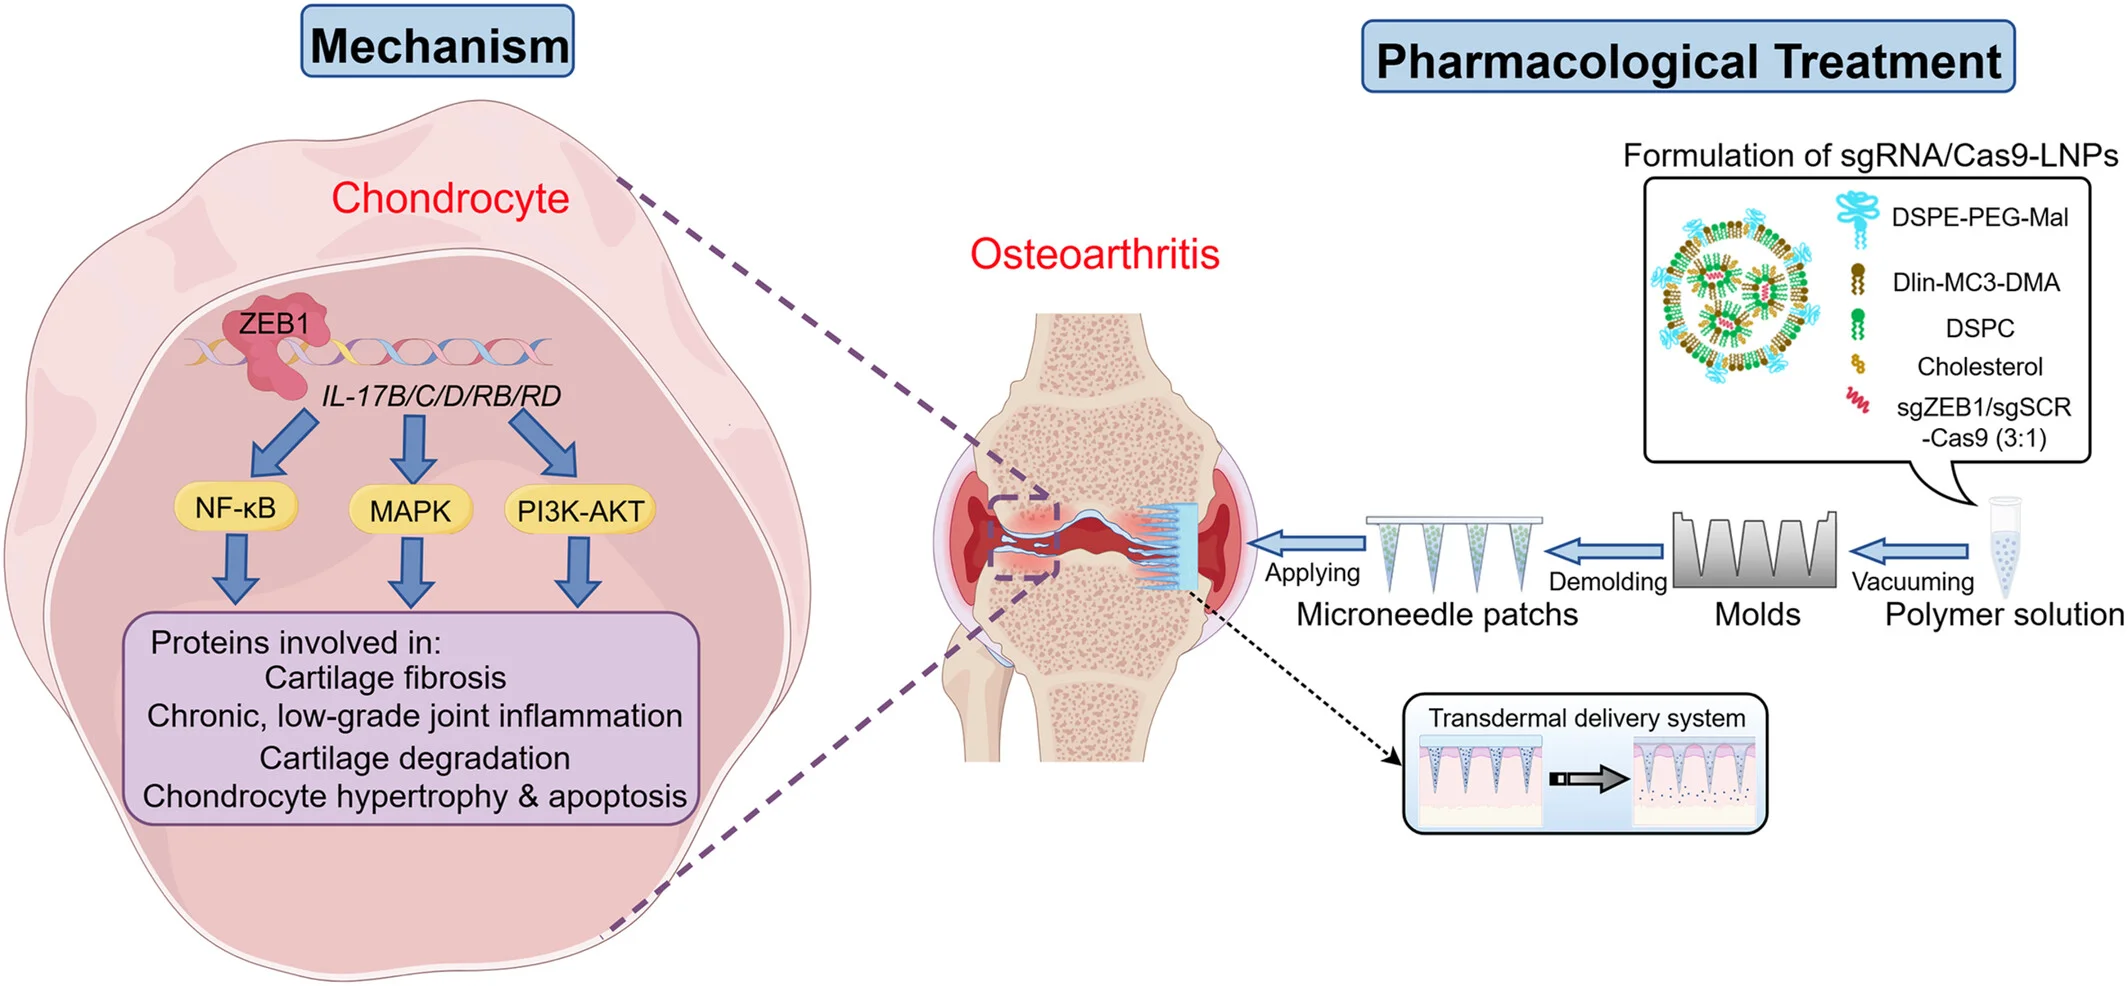 Mechanism
Chondrocyte
ZEB1
IL-17B/C/D/RB/RD
NF-κB
MAPK
PI3K-AKT
Proteins involved in:
Cartilage fibrosis
Chronic, low-grade joint inflammation
Cartilage degradation
Chondrocyte hypertrophy & apoptosis
Osteoarthritis
Pharmacological Treatment
Formulation of sgRNA/Cas9-LNPs
DSPE-PEG-Mal
Dlin-MC3-DMA
DSPC
Cholesterol
sgZEB1/sgSCR
-Cas9 (3:1)
Applying
Microneedle patchs
Demolding
Molds
Vacuuming
Polymer solution
Transdermal delivery system